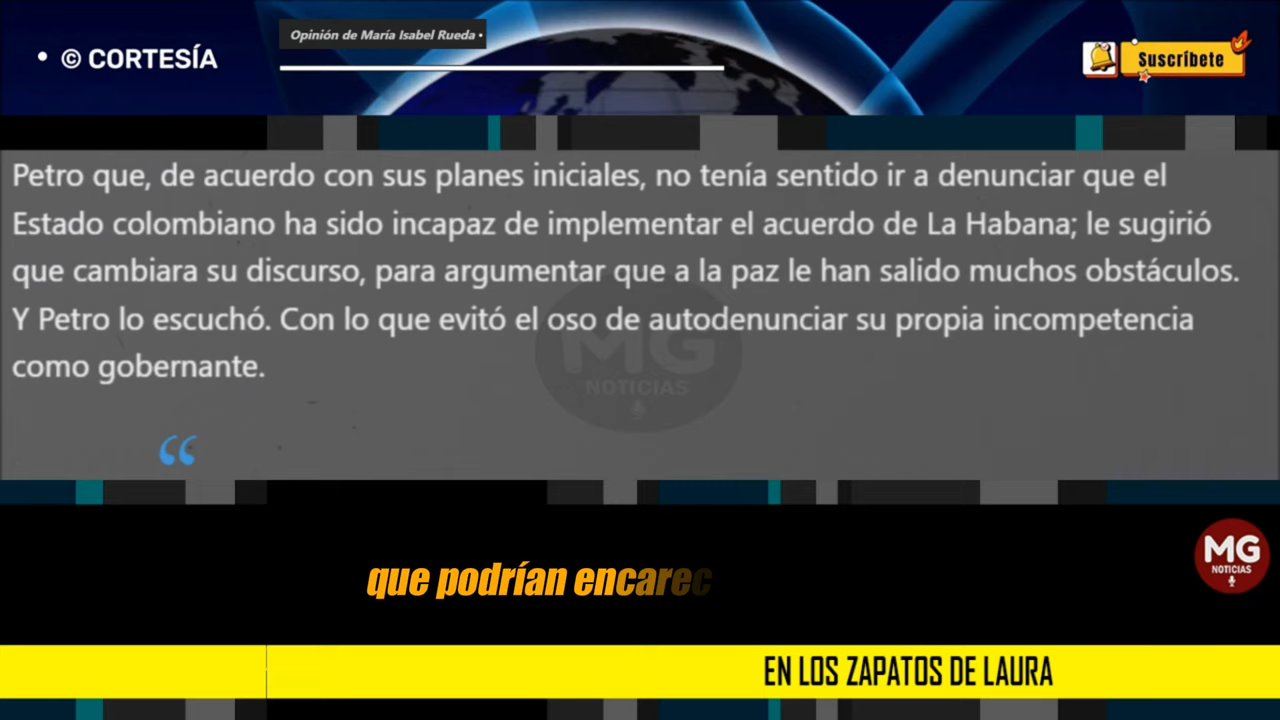 Opinión de María Isabel Rueda •
• © CORTESÍA
Suscríbete
Petro que, de acuerdo con sus planes iniciales, no tenía sentido ir a denunciar que el
Estado colombiano ha sido incapaz de implementar el acuerdo de La Habana; le sugirió
que cambiara su discurso, para argumentar que a la paz le han salido muchos obstáculos.
Y Petro lo escuchó. Con lo que evitó el oso de autodenunciar su propia incompetencia
como gobernante.
MG
NOTICIAS
“
que podrían encarec
MG
NOTICIAS
EN LOS ZAPATOS DE LAURA